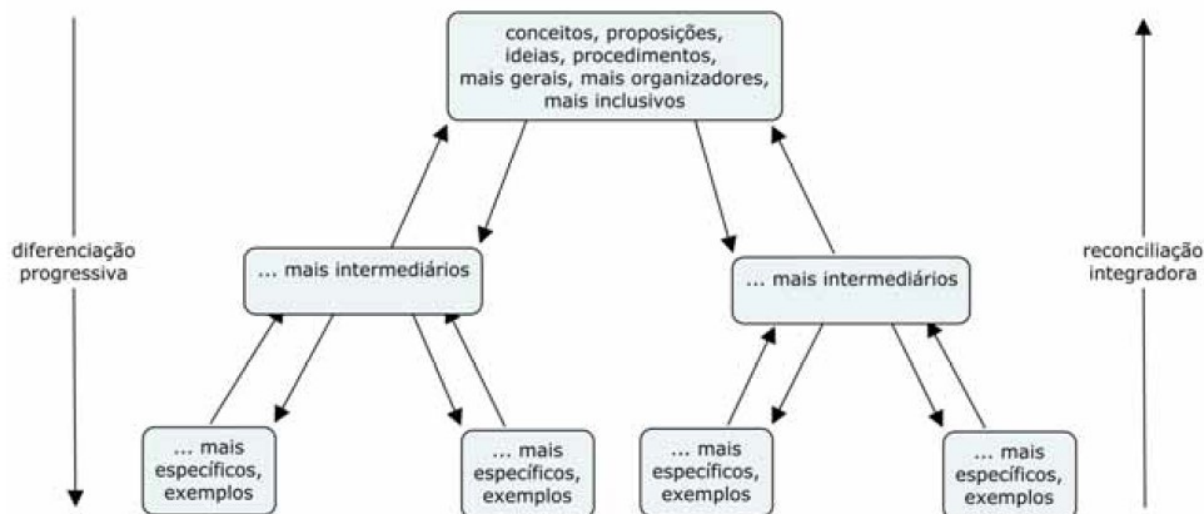 conceitos, proposições,
ideias, procedimentos,
mais gerais, mais organizadores,
mais inclusivos
diferenciação
progressiva
... mais intermediários
... mais intermediários
reconciliação
integradora
... mais
específicos,
exemplos
... mais
específicos,
exemplos
... mais
específicos,
exemplos
... mais
específicos,
exemplos